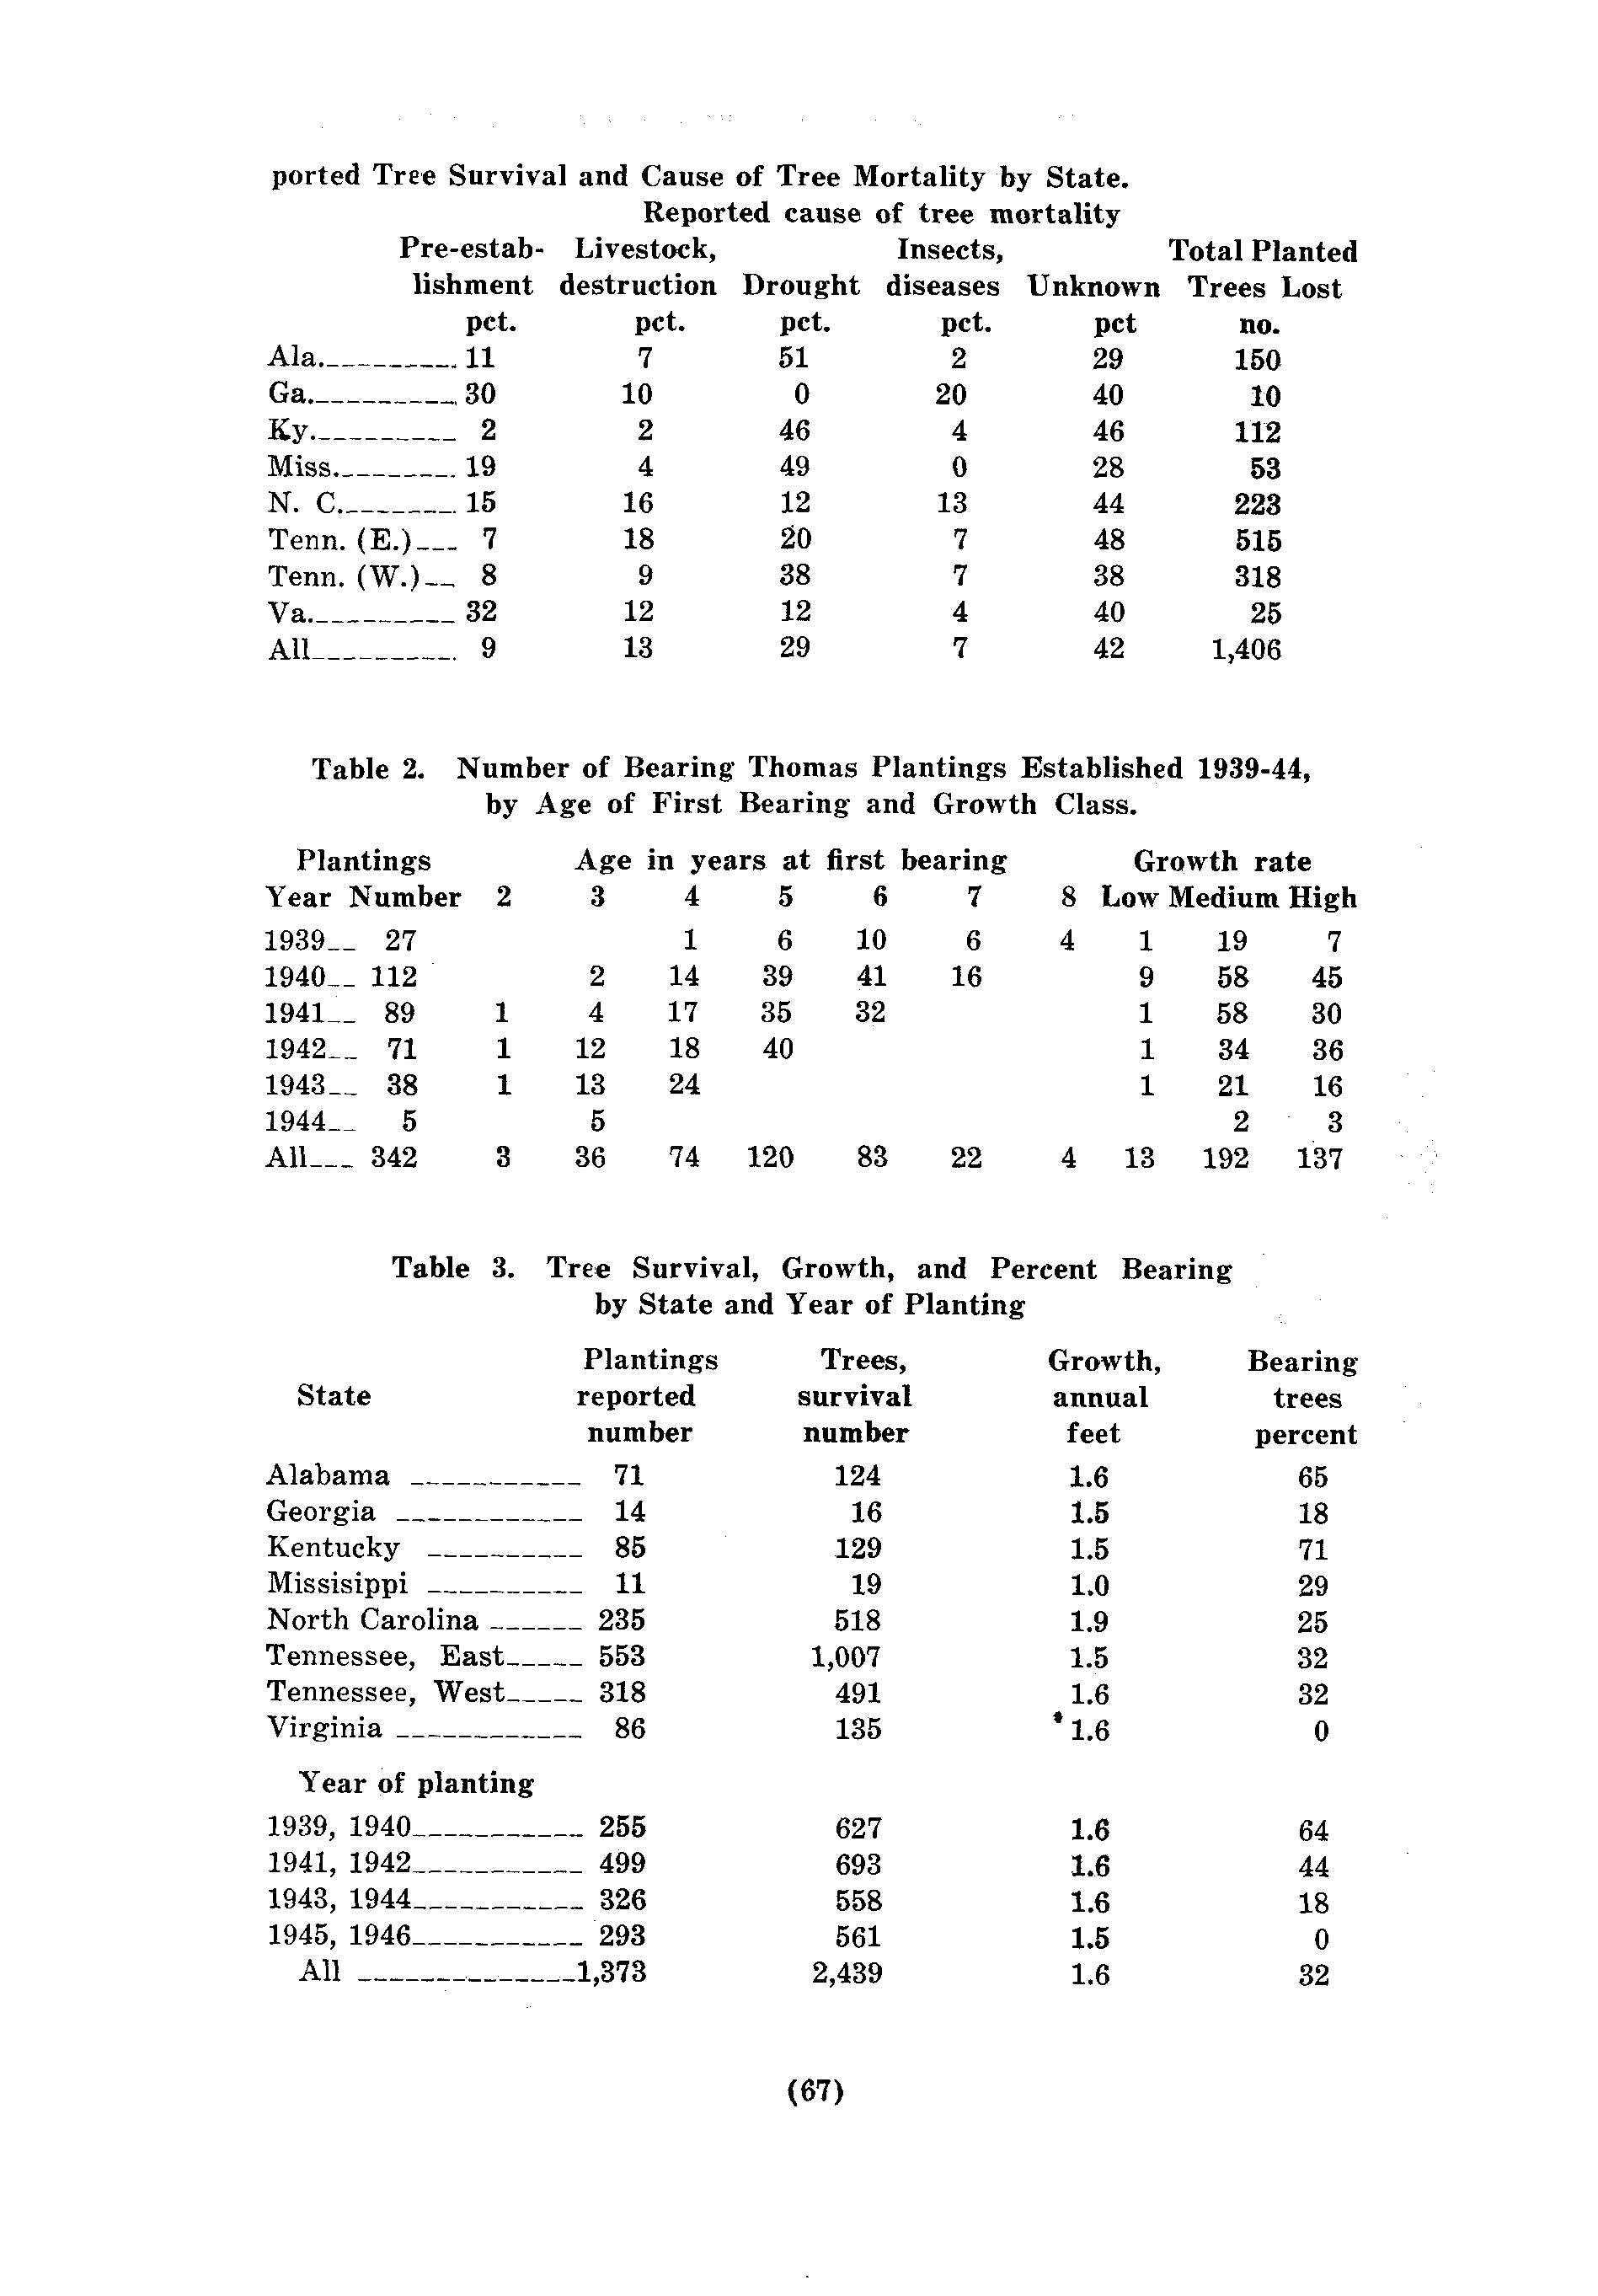 ported Tree Survival and Cause of Tree Mortality by State.
Reported cause of tree mortality
Pre-estab- Livestock, Insects, Total Planted
lishment destruction Drought diseases Unknown Trees Lost
pct. pct. pct. pct. pct no.
Ala. 11 7 51 2 29 150
Ga. 30 10 0 20 40 10
Ky. 2 2 46 4 46 112
Miss. 19 4 49 0 28 53
N. C. 15 16 12 13 44 223
Tenn. (E.) 7 18 20 7 48 515
Tenn. (W.) 8 9 38 7 38 318
Va. 32 12 12 4 40 25
All 9 13 29 7 42 1,406
Table 2. Number of Bearing Thomas Plantings Established 1939-44,
by Age of First Bearing and Growth Class.
Plantings Age in years at first bearing Growth rate
Year Number 2 3 4 5 6 7 8 Low Medium High
1939 27 1 6 10 6 4 1 19 7
1940 112 2 14 39 41 16 9 58 45
1941 89 1 4 17 35 32 1 58 30
1942 71 1 12 18 40 1 34 36
1943 38 1 13 24 1 21 16
1944 5 5 2 3
All 342 3 36 74 120 83 22 4 13 192 137
Table 3. Tree Survival, Growth, and Percent Bearing
by State and Year of Planting
Plantings Trees, Growth, Bearing
State reported survival annual trees
number number feet percent
Alabama 71 124 1.6 65
Georgia 14 16 1.5 18
Kentucky 85 129 1.5 71
Missisippi 11 19 1.0 29
North Carolina 235 518 1.9 25
Tennessee, East 553 1,007 1.5 32
Tennessee, West 318 491 1.6 32
Virginia 86 135 1.6 0
Year of planting
1939, 1940 255 627 1.6 64
1941, 1942 499 693 1.6 44
1943, 1944 326 558 1.6 18
1945, 1946 293 561 1.5 0
All 1,373 2,439 1.6 32
(67)